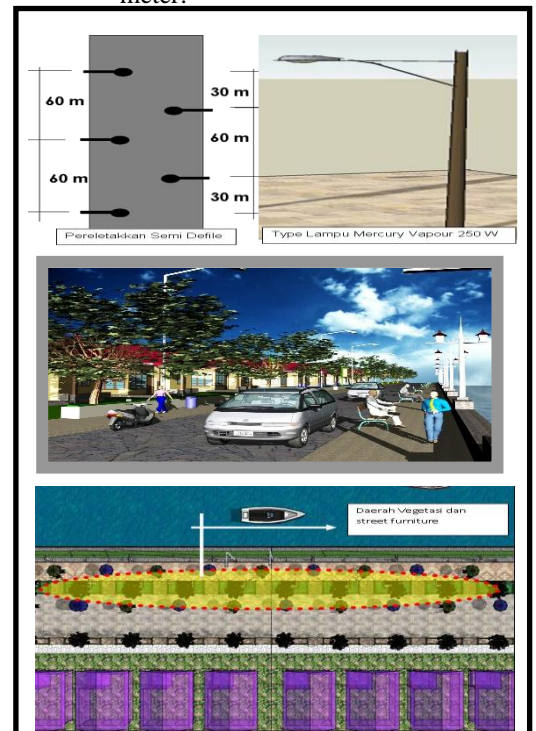 meter.
60 m
30 m
60 m
60 m
30 m
Pereletakkan Semi Defile
Type Lampu Mercury Vapour 250 W
Daerah Vegetasi dan
street furniture